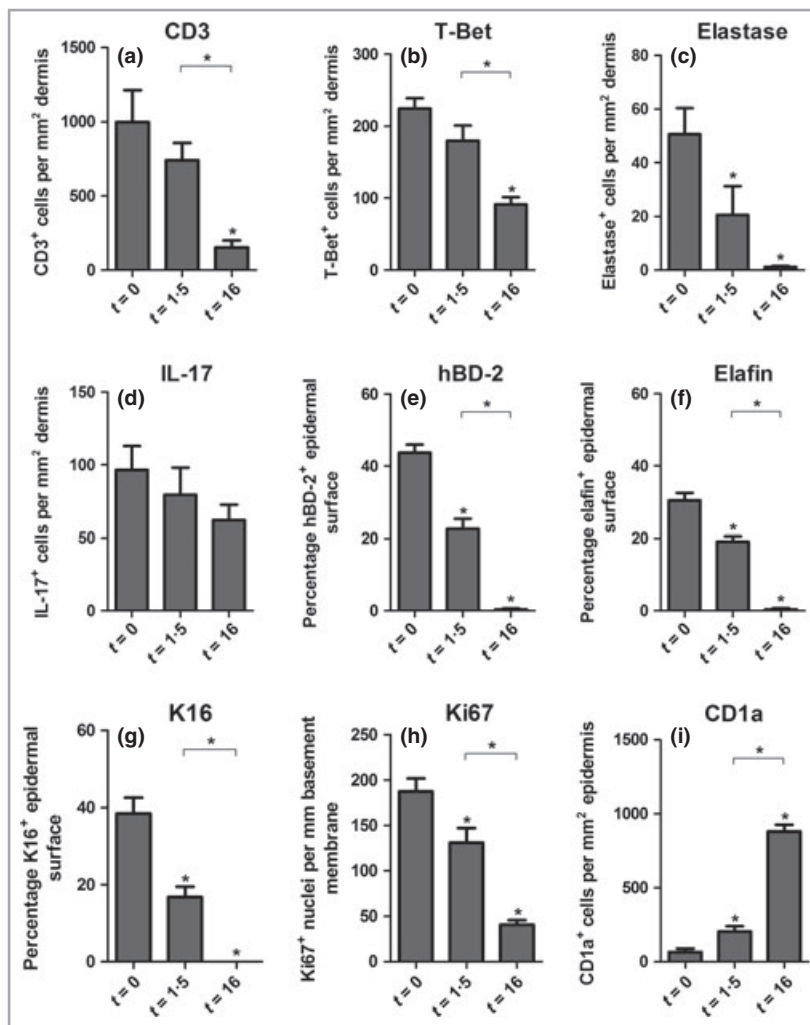 CD3
(a)
*
CD3⁺ cells per mm² dermis
1500
1000
500
0
*
t = 0
t = 1·5
t = 16
T-Bet
(b)
*
T-Bet⁺ cells per mm² dermis
300
200
100
0
*
t = 0
t = 1·5
t = 16
Elastase
(c)
Elastase⁺ cells per mm² dermis
80
60
40
20
0
*
*
t = 0
t = 1·5
t = 16
IL-17
(d)
IL-17⁺ cells per mm² dermis
150
100
50
0
t = 0
t = 1·5
t = 16
hBD-2
(e)
*
Percentage hBD-2⁺ epidermal
surface
60
40
20
0
*
*
t = 0
t = 1·5
t = 16
Elafin
(f)
*
Percentage elafin⁺ epidermal
surface
60
40
20
0
*
*
t = 0
t = 1·5
t = 16
K16
(g)
*
Percentage K16⁺ epidermal
surface
60
40
20
0
*
*
t = 0
t = 1·5
t = 16
Ki67
(h)
*
Ki67⁺ nuclei per mm basement
membrane
250
200
150
100
50
0
*
*
t = 0
t = 1·5
t = 16
CD1a
(i)
*
CD1a⁺ cells per mm² epidermis
1500
1000
500
0
*
*
t = 0
t = 1·5
t = 16